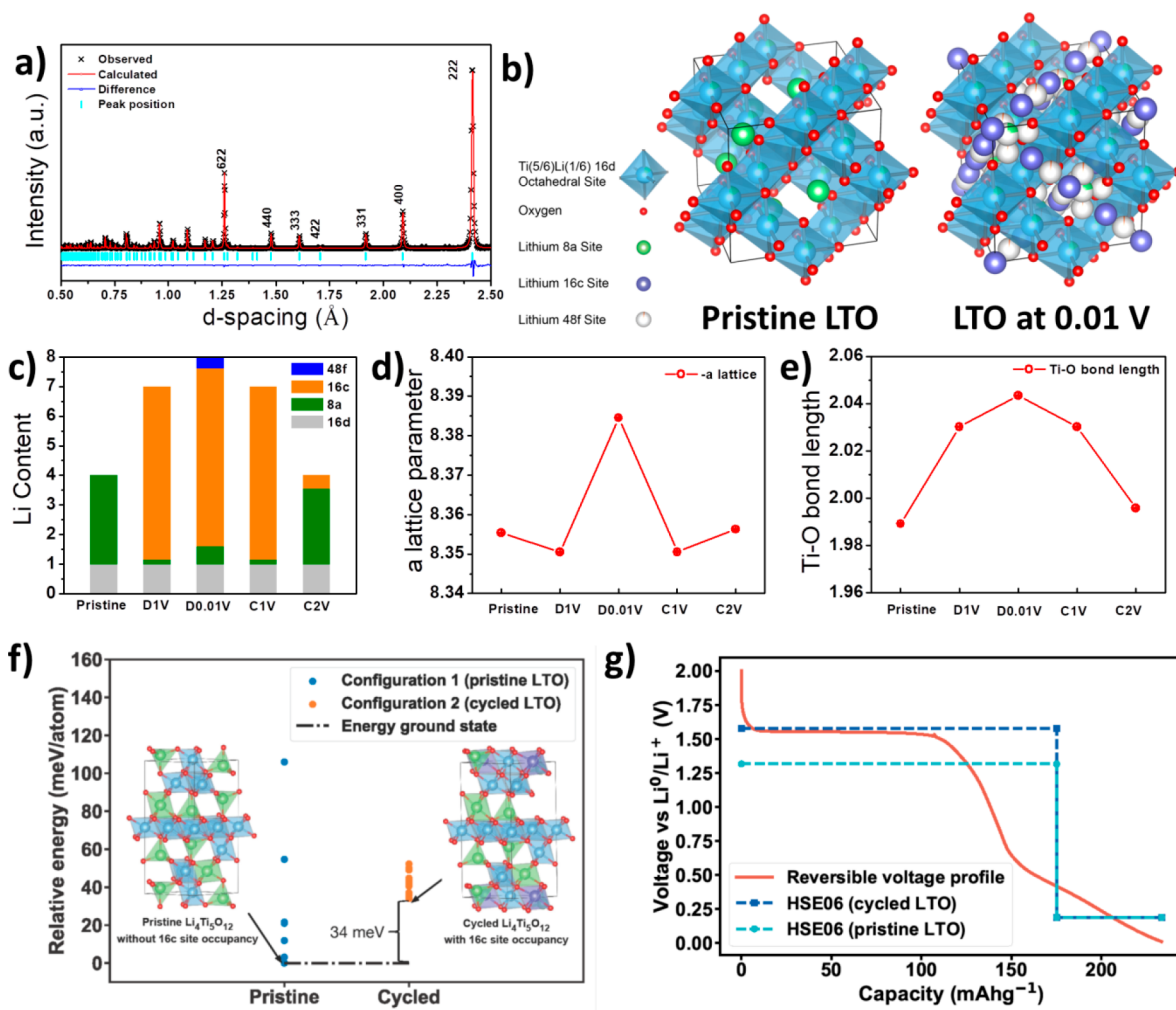 a)
Observed
Calculated
Difference
Peak position
222
622
440
333
422
331
400
Intensity (a.u.)
0.50 0.75 1.00 1.25 1.50 1.75 2.00 2.25 2.50
d-spacing (Å)
b)
Ti(5/6)Li(1/6) 16d
Octahedral Site
Oxygen
Lithium 8a Site
Lithium 16c Site
Lithium 48f Site
Pristine LTO
LTO at 0.01 V
c)
8
7
6
5
4
3
2
1
0
Li Content
48f
16c
8a
16d
Pristine D1V D0.01V C1V C2V
d)
8.40
8.39
8.38
8.37
8.36
8.35
8.34
a lattice parameter
-a lattice
Pristine D1V D0.01V C1V C2V
e)
2.06
2.04
2.02
2.00
1.98
1.96
Ti-O bond length
Ti-O bond length
Pristine D1V D0.01V C1V C2V
f)
160
140
120
100
80
60
40
20
0
Relative energy (meV/atom)
Configuration 1 (pristine LTO)
Configuration 2 (cycled LTO)
Energy ground state
Pristine Li4Ti5O12
without 16c site occupancy
34 meV
Cycled Li4Ti5O12
with 16c site occupancy
Pristine Cycled
g)
2.00
1.75
1.50
1.25
1.00
0.75
0.50
0.25
0.00
Voltage vs Li⁰/Li⁺ (V)
Reversible voltage profile
HSE06 (cycled LTO)
HSE06 (pristine LTO)
0 50 100 150 200
Capacity (mAhg⁻¹)